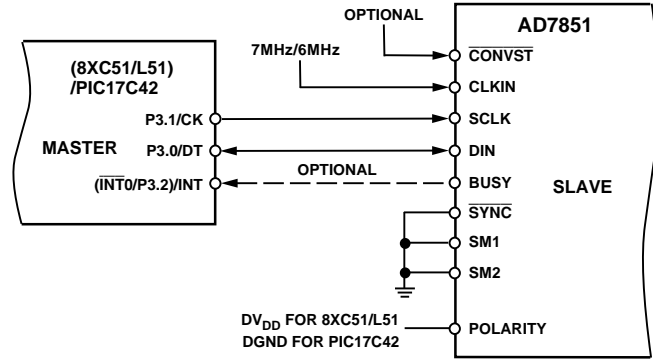 OPTIONAL
AD7851
7MHz/6MHz
(8XC51/L51)
/PIC17C42
CONVST
CLKIN
P3.1/CK
SCLK
MASTER
P3.0/DT
DIN
OPTIONAL
(INT0/P3.2)/INT
BUSY
SLAVE
SYNC
SM1
SM2
DVDD FOR 8XC51/L51
DGND FOR PIC17C42
POLARITY